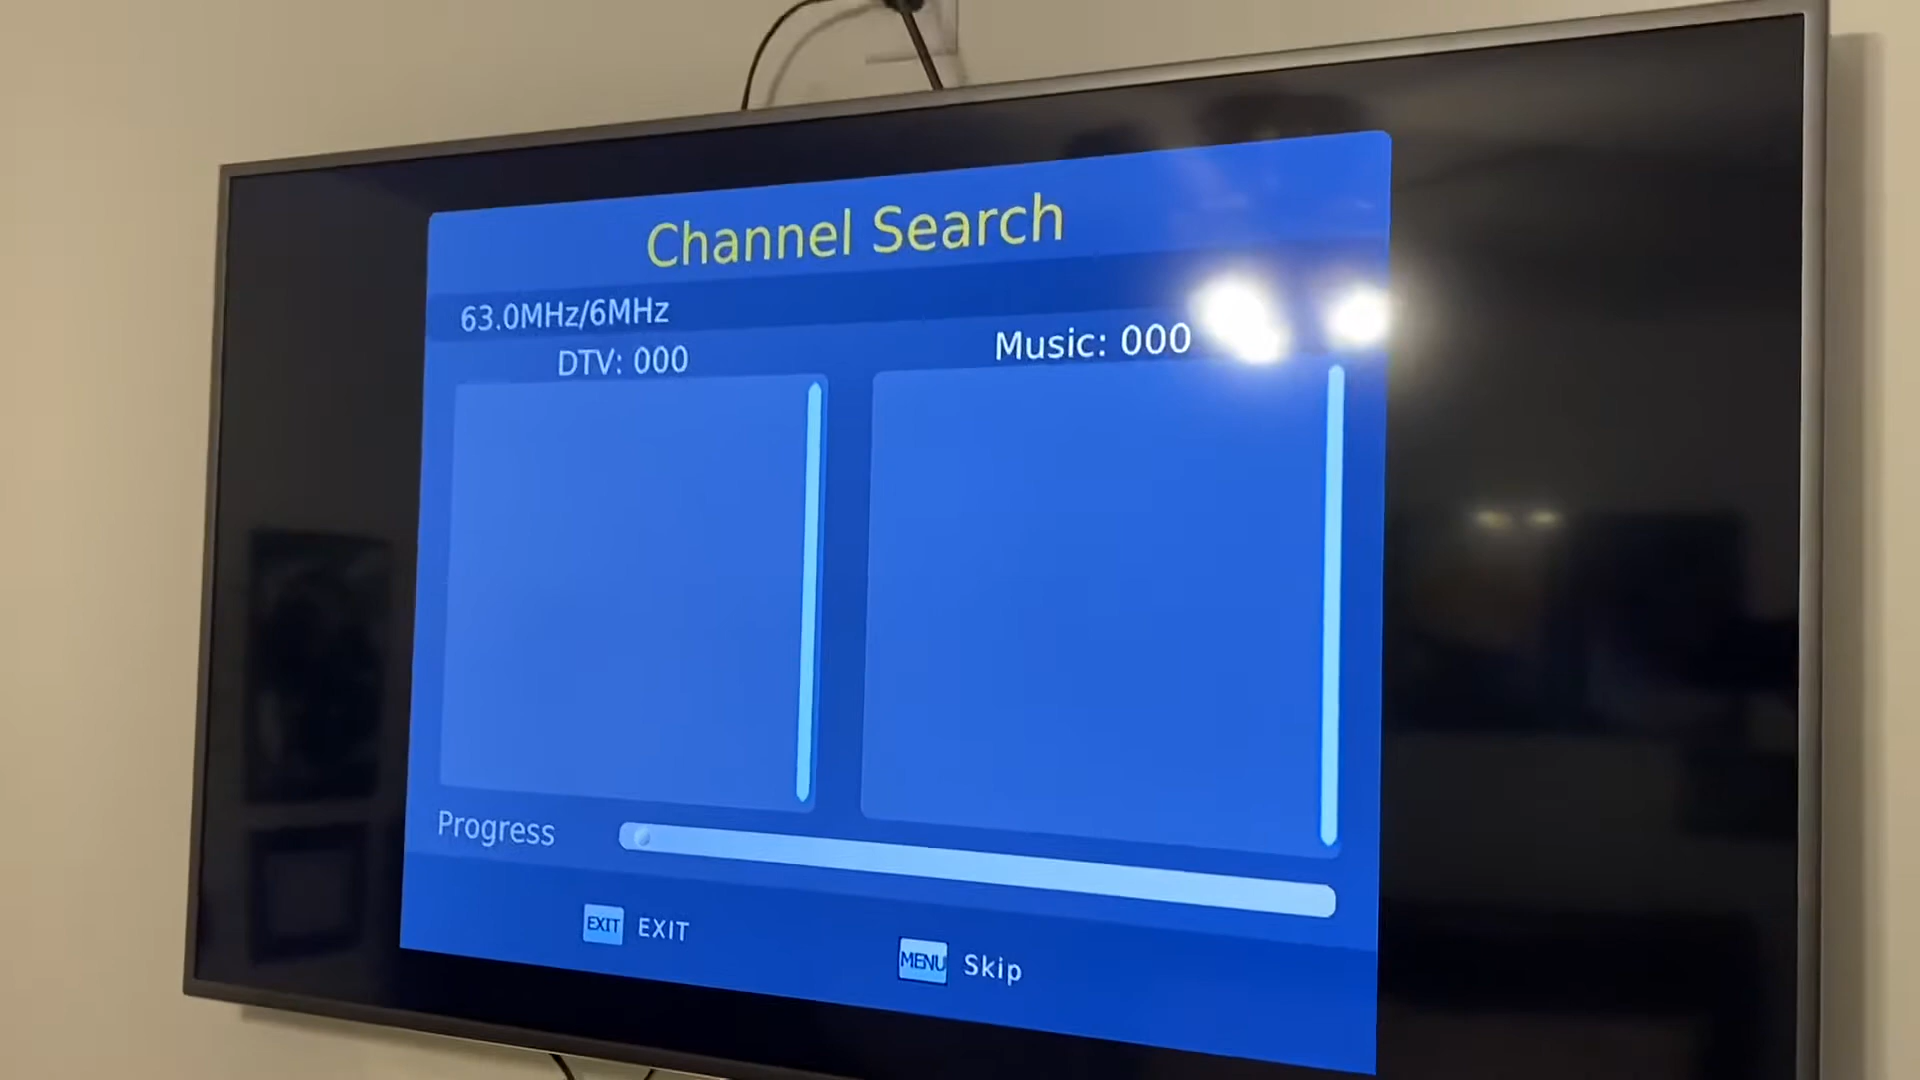 Channel Search
63.0MHz/6MHz
DTV: 000
Music: 000
Progress
EXIT EXIT
MENU Skip